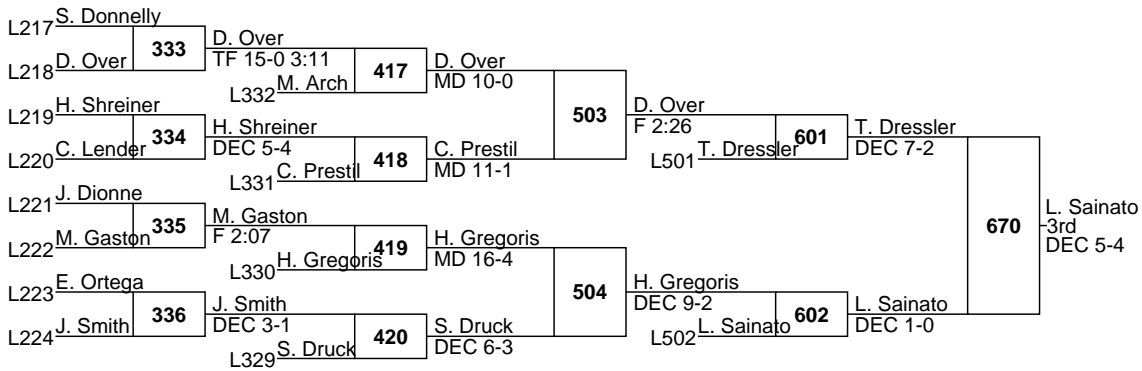 L217 S. Donnelly
333
L218 D. Over
D. Over
TF 15-0 3:11
L332 M. Arch
417
D. Over
MD 10-0
L219 H. Shreiner
334
L220 C. Lender
H. Shreiner
DEC 5-4
L331 C. Prestil
418
C. Prestil
MD 11-1
503
D. Over
F 2:26
L501 T. Dressler
601
T. Dressler
DEC 7-2
L221 J. Dionne
335
L222 M. Gaston
M. Gaston
F 2:07
L330 H. Gregoris
419
H. Gregoris
MD 16-4
L223 E. Ortega
336
L224 J. Smith
J. Smith
DEC 3-1
L329 S. Druck
420
S. Druck
DEC 6-3
504
H. Gregoris
DEC 9-2
L502 L. Sainato
602
L. Sainato
DEC 1-0
670
L. Sainato
3rd
DEC 5-4